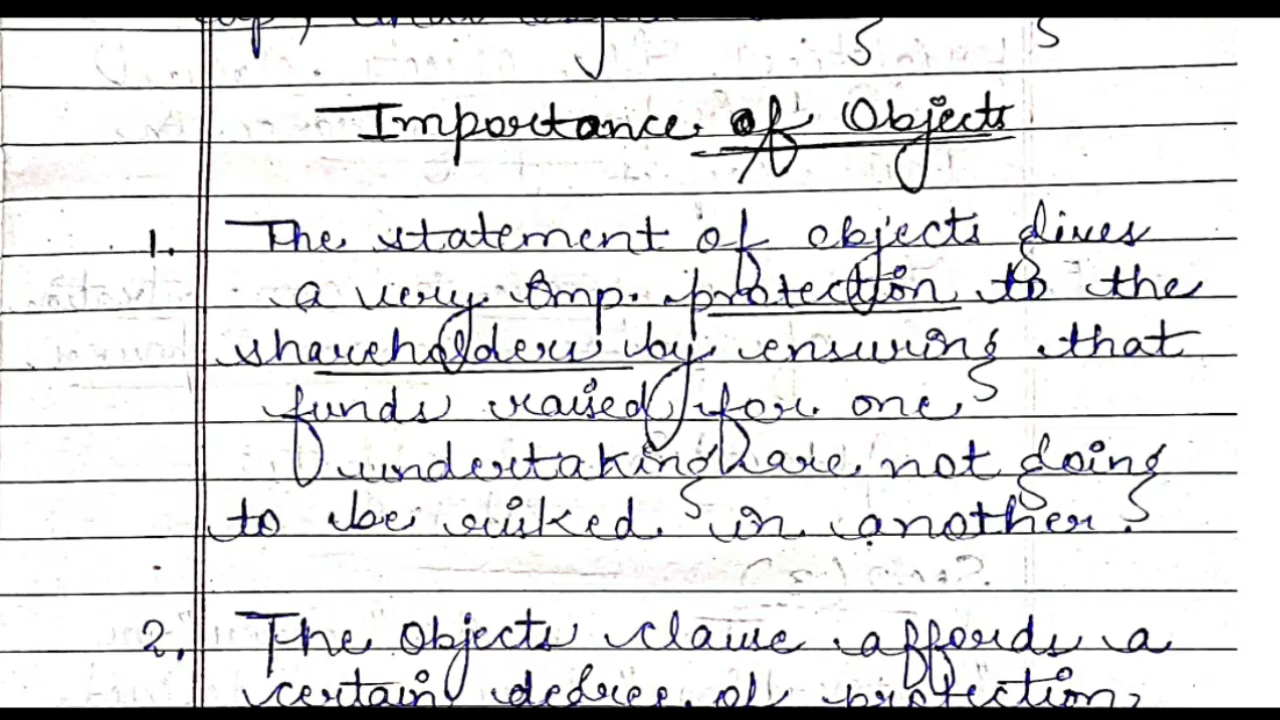 Importance of Objects
1. The statement of objects gives
a very Imp. protection to the
shareholders by ensuring that
funds raised for one
undertaking are not going
to be risked in another.
2. The objects clause affords a
certain degree of protection